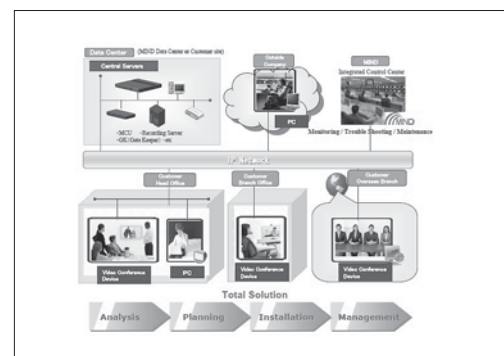 Data Center (MIND Data Center or Customer site)
Central Servers
-MCU -Recording Server
-GK(Gate Keeper) -etc
Outside
Company
PC
MIND
Integrated Control Center
MIND
Monitoring / Trouble Shooting / Maintenance
IP Network
Customer
Head Office
Customer
Branch Office
Customer
Overseas Branch
Video Conference
Device
PC
Video Conference
Device
Video Conference
Device
Total Solution
Analysis
Planning
Installation
Management